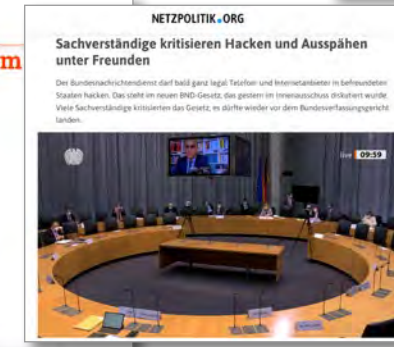 NETZPOLITIK●ORG
m
Sachverständige kritisieren Hacken und Ausspähen
unter Freunden
Der Bundesnachrichtendienst darf bald ganz legal Telefon- und Internetanbieter in befreundeten
Staaten hacken. Das steht im neuen BND-Gesetz, das gestern im Innenausschuss diskutiert wurde.
Viele Sachverständige kritisierten das Gesetz, es dürfte wieder vor dem Bundesverfassungsgericht
landen.
live 09:59